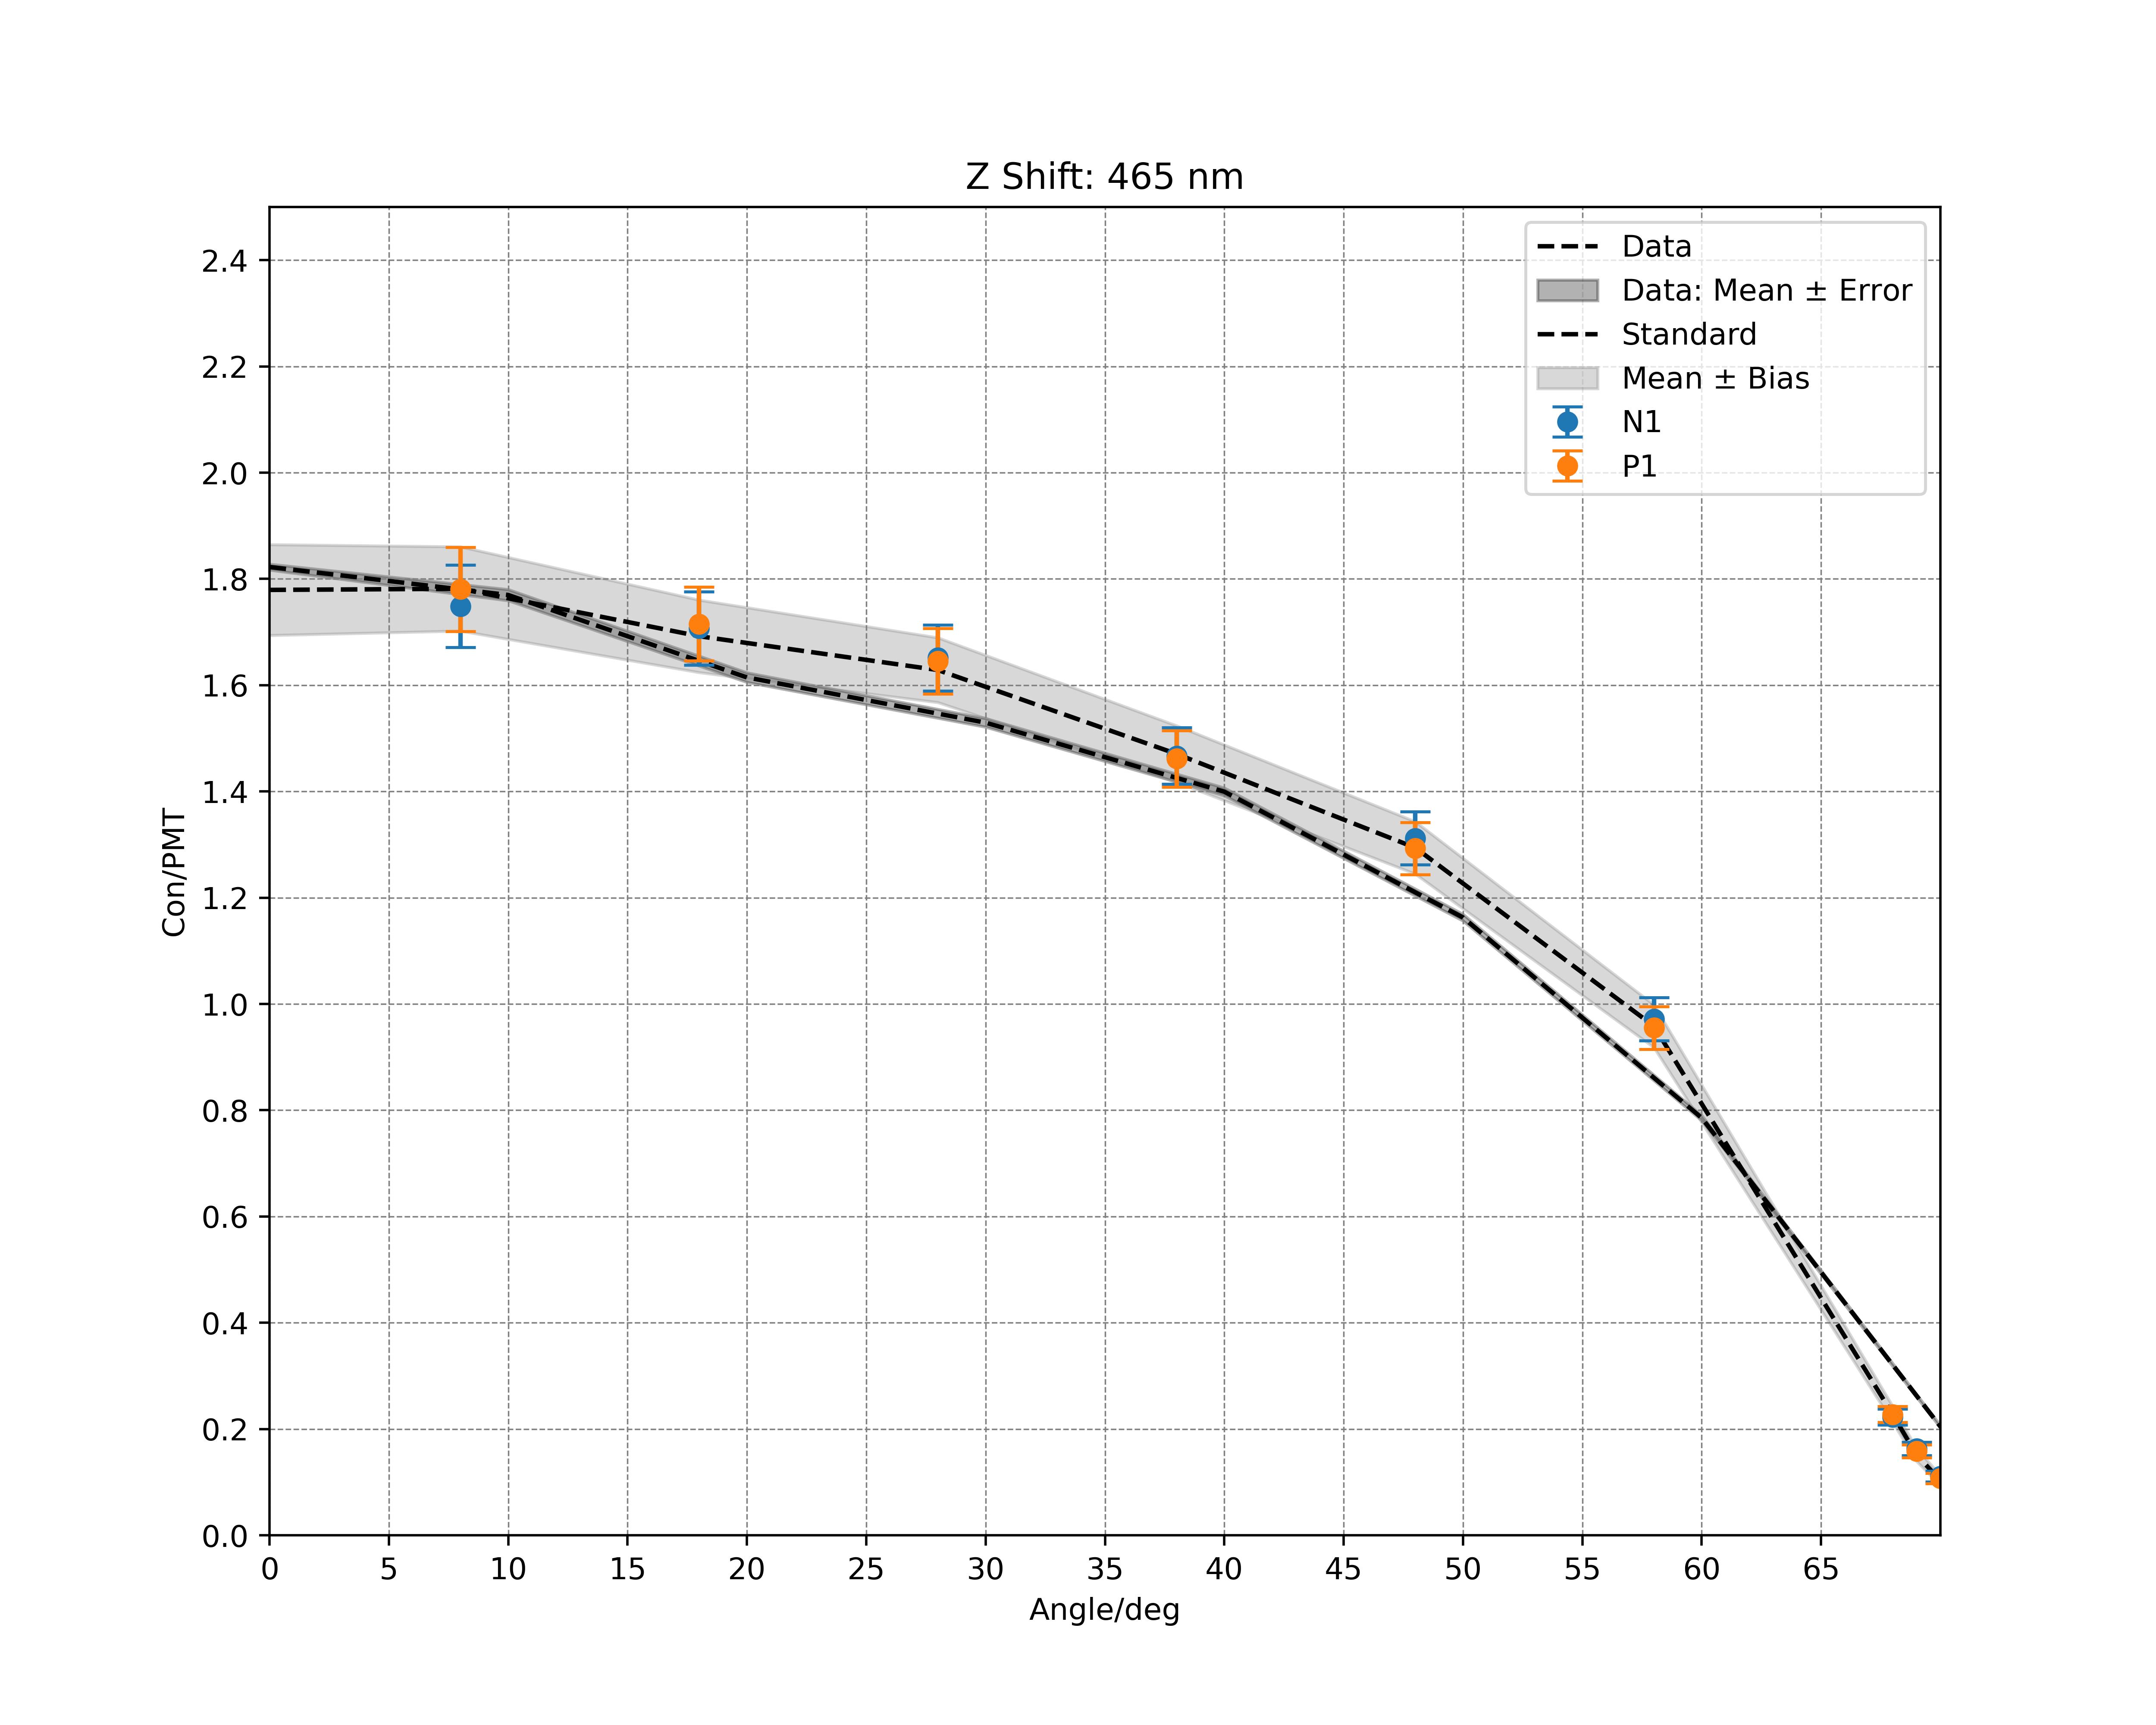 Z Shift: 465 nm
Data
Data: Mean ± Error
Standard
Mean ± Bias
N1
P1
Con/PMT
2.4
2.2
2.0
1.8
1.6
1.4
1.2
1.0
0.8
0.6
0.4
0.2
0.0
0 5 10 15 20 25 30 35 40 45 50 55 60 65
Angle/deg